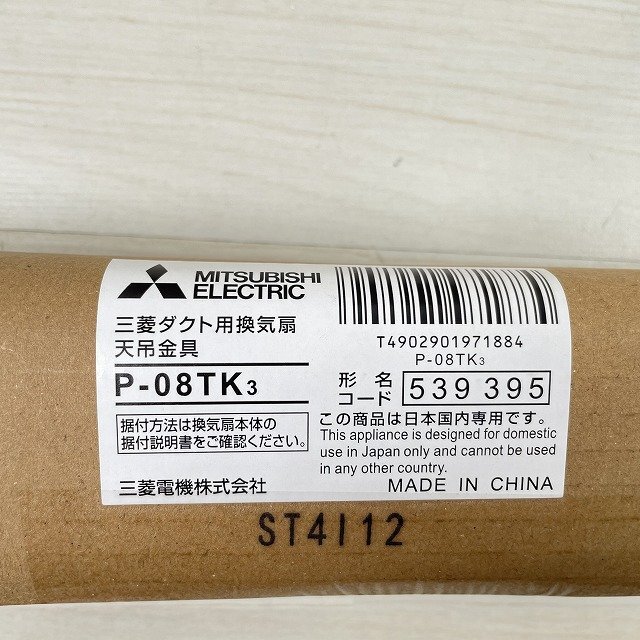 MITSUBISHI
ELECTRIC
三菱ダクト用換気扇
天吊金具
P-08TK3
据付方法は換気扇本体の
据付説明書をご確認ください。
三菱電機株式会社
T4902901971884
P-08TK3
形名
コード
539 395
この商品は日本国内専用です。
This appliance is designed for domestic
use in Japan only and cannot be used
in any other country.
MADE IN CHINA
ST4I12